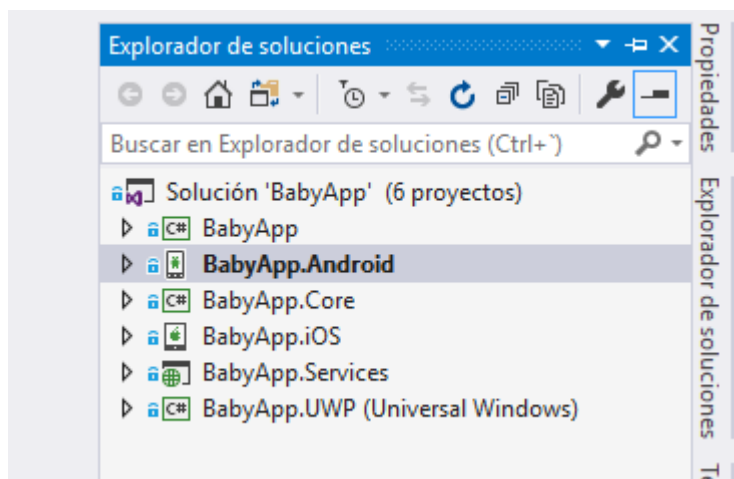 Explorador de soluciones
Buscar en Explorador de soluciones (Ctrl+`)
Solución 'BabyApp' (6 proyectos)
C# BabyApp
BabyApp.Android
C# BabyApp.Core
BabyApp.iOS
BabyApp.Services
C# BabyApp.UWP (Universal Windows)
Propiedades
Explorador de soluciones